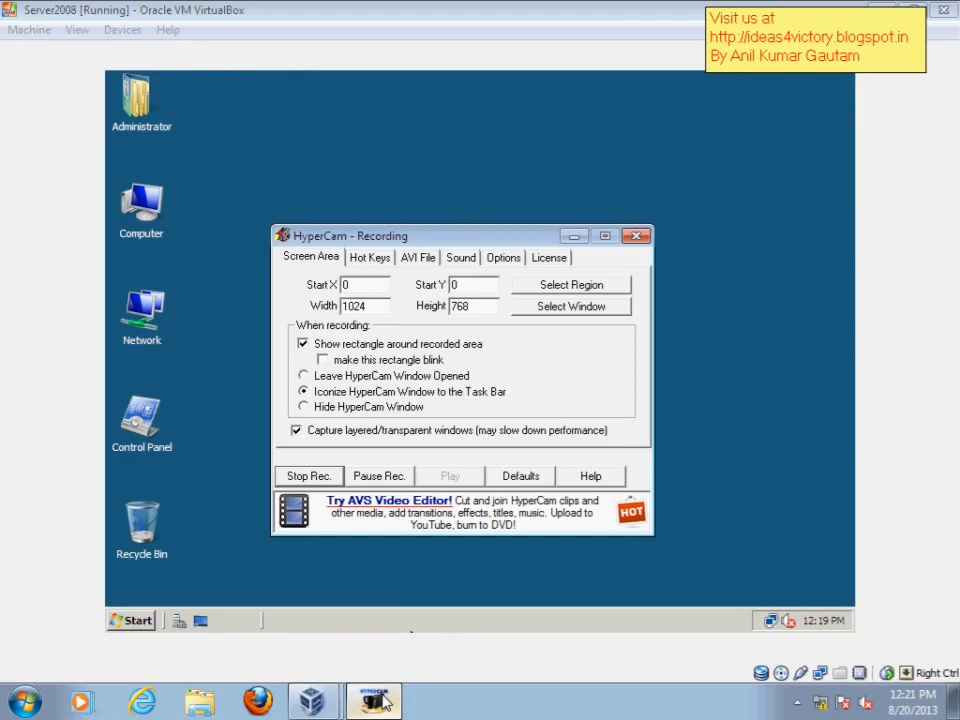 Server2008 [Running] - Oracle VM VirtualBox
Machine View Devices Help
Visit us at
http://ideas4victory.blogspot.in
By Anil Kumar Gautam
Administrator
Computer
Network
Control Panel
Recycle Bin
HyperCam - Recording
Screen Area Hot Keys AVI File Sound Options License
Start X 0 Start Y 0 Select Region
Width 1024 Height 768 Select Window
When recording:
Show rectangle around recorded area
make this rectangle blink
Leave HyperCam Window Opened
Iconize HyperCam Window to the Task Bar
Hide HyperCam Window
Capture layered/transparent windows (may slow down performance)
Stop Rec. Pause Rec. Play Defaults Help
Try AVS Video Editor! Cut and join HyperCam clips and
other media, add transitions, effects, titles, music. Upload to
YouTube, burn to DVD!
HOT
Start 12:19 PM
Right Ctrl
HYPERCAM
12:21 PM
8/20/2013